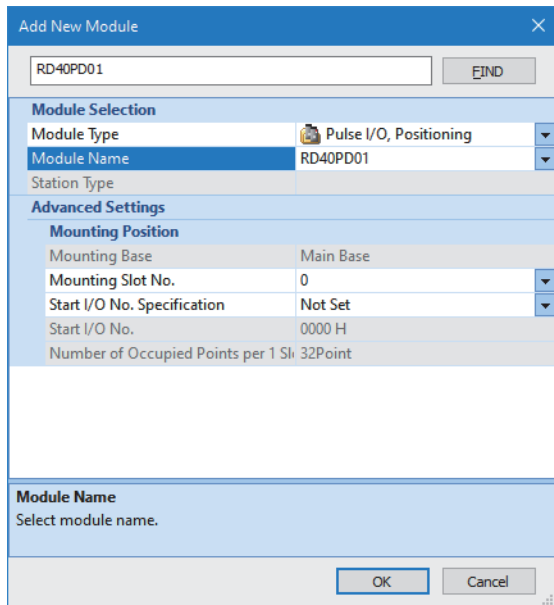 Add New Module
RD40PD01 FIND
Module Selection
Module Type Pulse I/O, Positioning
Module Name RD40PD01
Station Type
Advanced Settings
Mounting Position
Mounting Base Main Base
Mounting Slot No. 0
Start I/O No. Specification Not Set
Start I/O No. 0000 H
Number of Occupied Points per 1 Sl 32Point
Module Name
Select module name.
OK Cancel